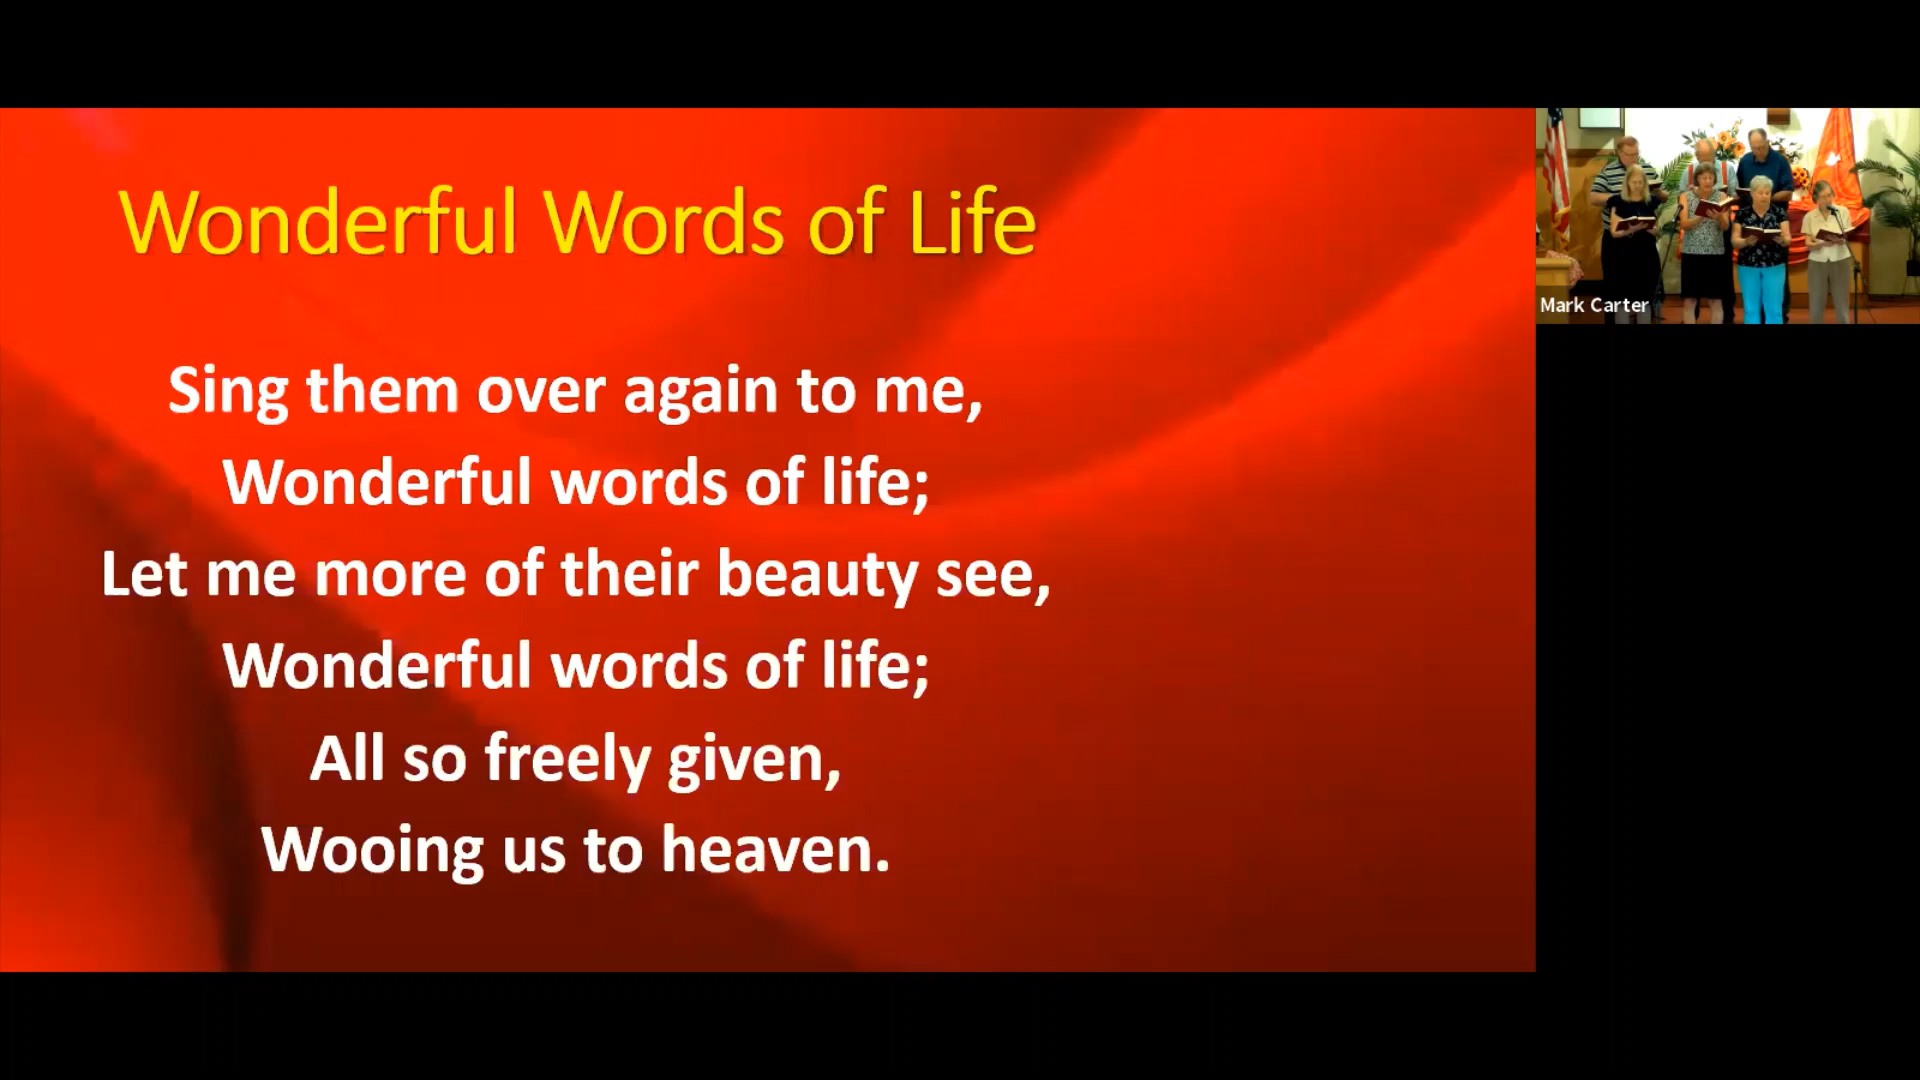 Wonderful Words of Life
Sing them over again to me,
Wonderful words of life;
Let me more of their beauty see,
Wonderful words of life;
All so freely given,
Wooing us to heaven.
Mark Carter